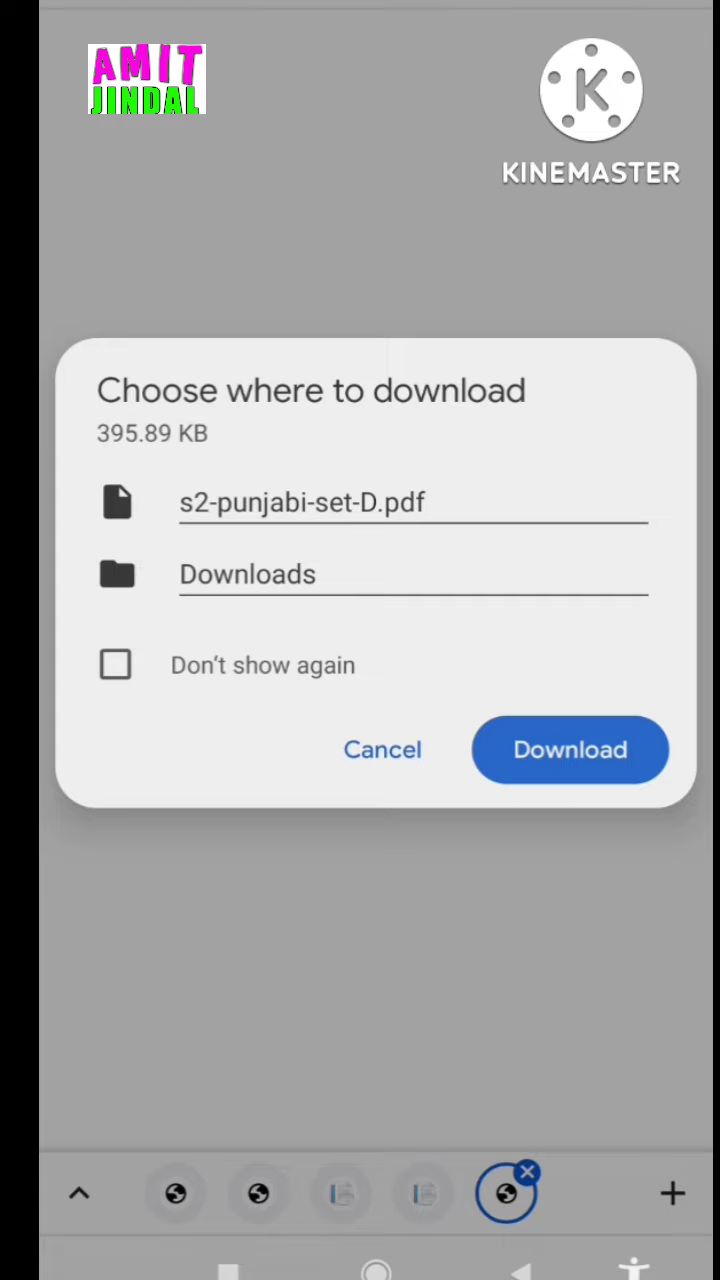 AMIT
JINDAL
K
KINEMASTER
Choose where to download
395.89 KB
s2-punjabi-set-D.pdf
Downloads
Don't show again
Cancel
Download